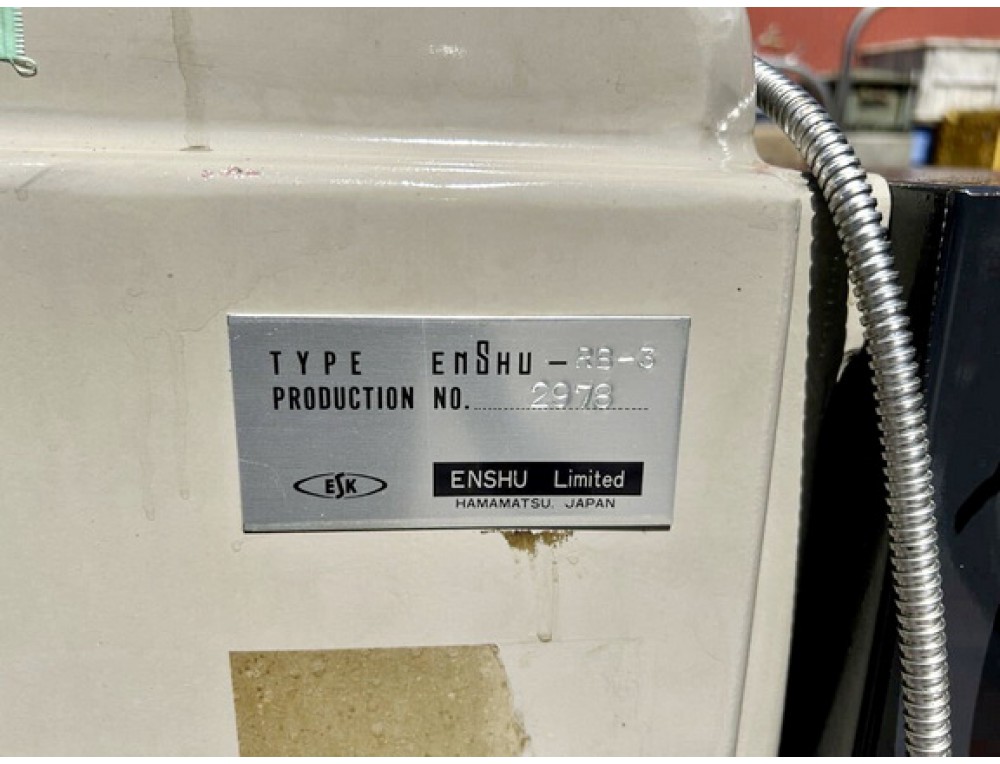 TYPE ENSHU-RB-3
PRODUCTION NO. 2978
ESK
ENSHU Limited
HAMAMATSU. JAPAN